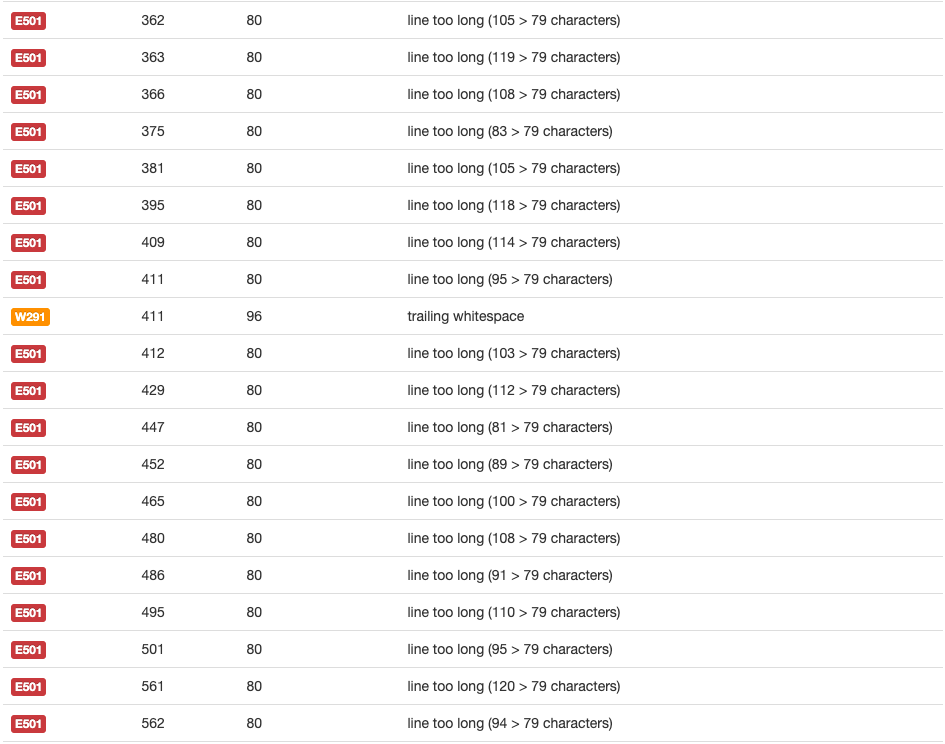 E501 362 80 line too long (105 > 79 characters)
E501 363 80 line too long (119 > 79 characters)
E501 366 80 line too long (108 > 79 characters)
E501 375 80 line too long (83 > 79 characters)
E501 381 80 line too long (105 > 79 characters)
E501 395 80 line too long (118 > 79 characters)
E501 409 80 line too long (114 > 79 characters)
E501 411 80 line too long (95 > 79 characters)
W291 411 96 trailing whitespace
E501 412 80 line too long (103 > 79 characters)
E501 429 80 line too long (112 > 79 characters)
E501 447 80 line too long (81 > 79 characters)
E501 452 80 line too long (89 > 79 characters)
E501 465 80 line too long (100 > 79 characters)
E501 480 80 line too long (108 > 79 characters)
E501 486 80 line too long (91 > 79 characters)
E501 495 80 line too long (110 > 79 characters)
E501 501 80 line too long (95 > 79 characters)
E501 561 80 line too long (120 > 79 characters)
E501 562 80 line too long (94 > 79 characters)